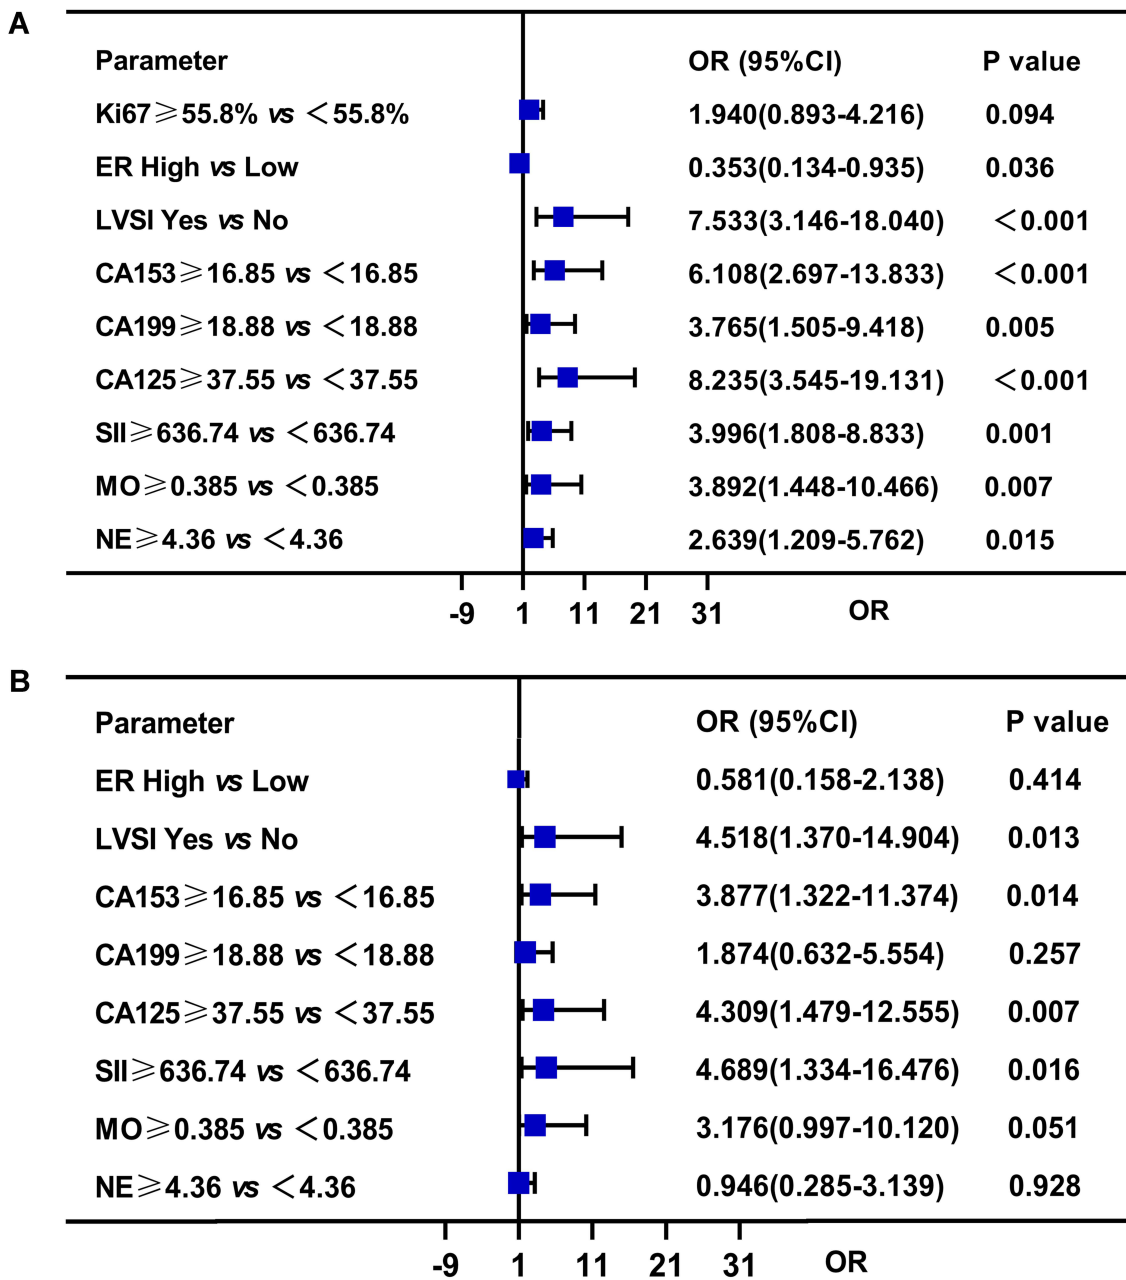 A
Parameter OR (95%CI) P value
Ki67≥55.8% vs <55.8% 1.940(0.893-4.216) 0.094
ER High vs Low 0.353(0.134-0.935) 0.036
LVSI Yes vs No 7.533(3.146-18.040) <0.001
CA153≥16.85 vs <16.85 6.108(2.697-13.833) <0.001
CA199≥18.88 vs <18.88 3.765(1.505-9.418) 0.005
CA125≥37.55 vs <37.55 8.235(3.545-19.131) <0.001
SII≥636.74 vs <636.74 3.996(1.808-8.833) 0.001
MO≥0.385 vs <0.385 3.892(1.448-10.466) 0.007
NE≥4.36 vs <4.36 2.639(1.209-5.762) 0.015
-9 1 11 21 31 OR
B
Parameter OR (95%CI) P value
ER High vs Low 0.581(0.158-2.138) 0.414
LVSI Yes vs No 4.518(1.370-14.904) 0.013
CA153≥16.85 vs <16.85 3.877(1.322-11.374) 0.014
CA199≥18.88 vs <18.88 1.874(0.632-5.554) 0.257
CA125≥37.55 vs <37.55 4.309(1.479-12.555) 0.007
SII≥636.74 vs <636.74 4.689(1.334-16.476) 0.016
MO≥0.385 vs <0.385 3.176(0.997-10.120) 0.051
NE≥4.36 vs <4.36 0.946(0.285-3.139) 0.928
-9 1 11 21 31 OR